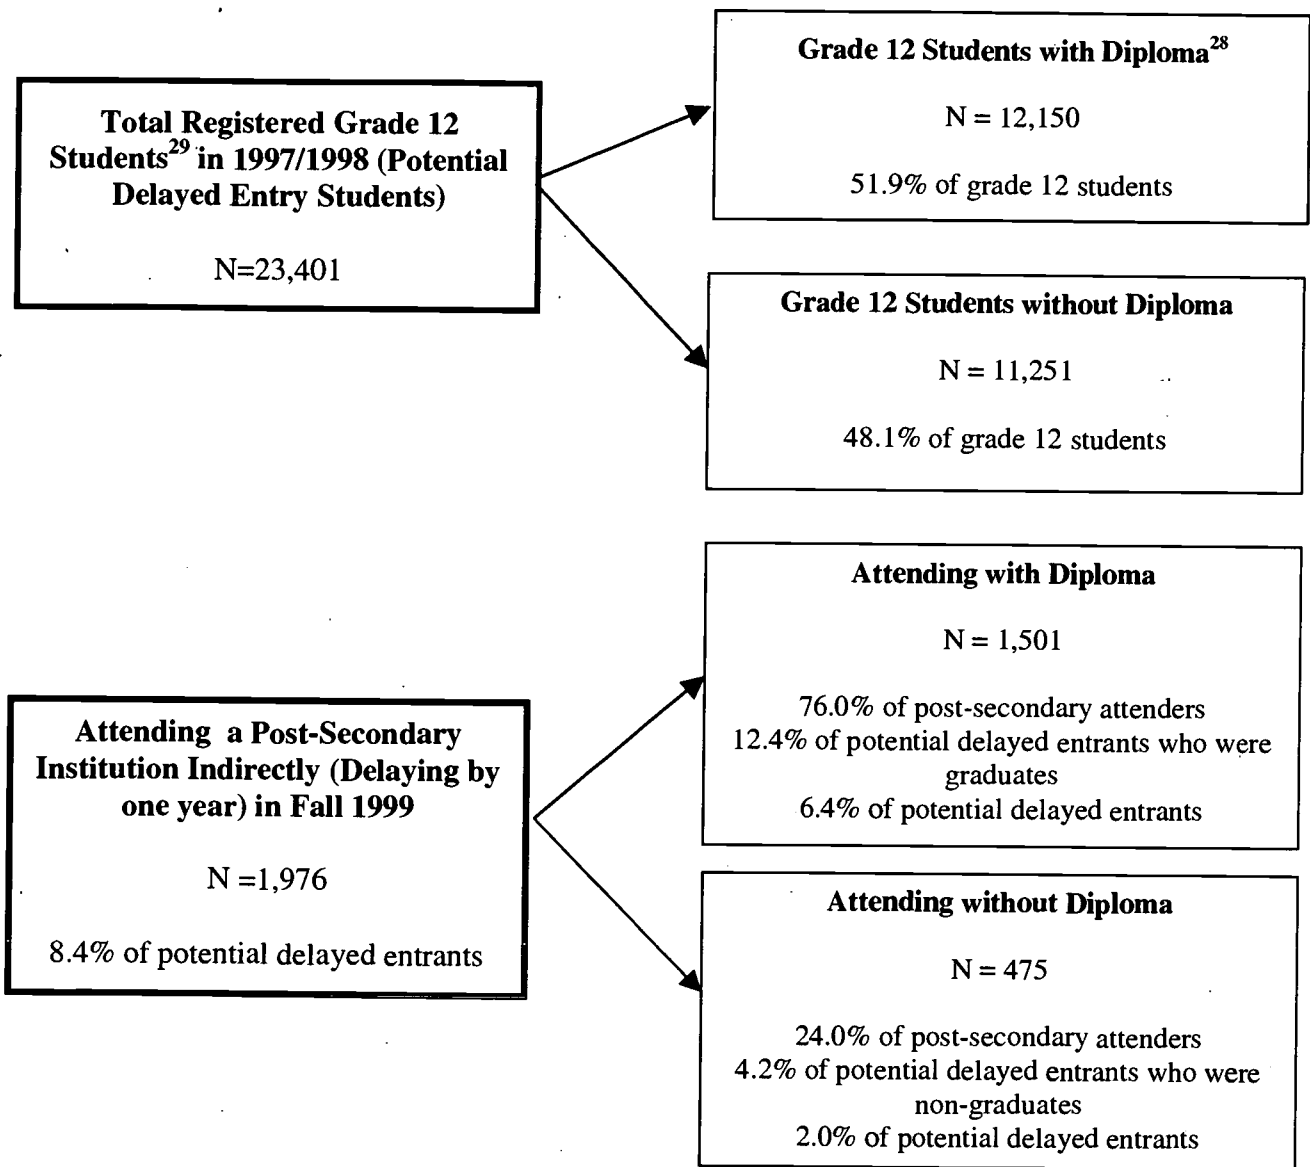 Total Registered Grade 12
Students29 in 1997/1998 (Potential
Delayed Entry Students)
N=23,401
Grade 12 Students with Diploma28
N = 12,150
51.9% of grade 12 students
Grade 12 Students without Diploma
N = 11,251
48.1% of grade 12 students
Attending a Post-Secondary
Institution Indirectly (Delaying by
one year) in Fall 1999
N =1,976
8.4% of potential delayed entrants
Attending with Diploma
N = 1,501
76.0% of post-secondary attenders
12.4% of potential delayed entrants who were
graduates
6.4% of potential delayed entrants
Attending without Diploma
N = 475
24.0% of post-secondary attenders
4.2% of potential delayed entrants who were
non-graduates
2.0% of potential delayed entrants